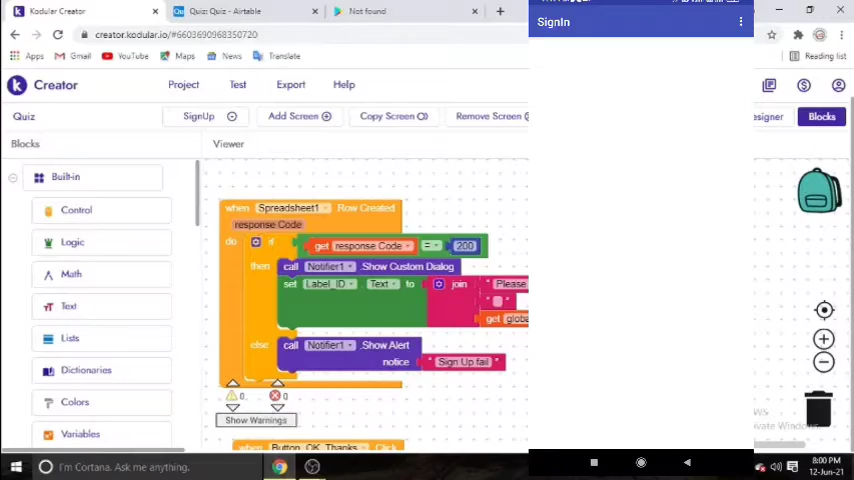 Kodular Creator
Quiz: Quiz - Airtable
Not found
creator.kodular.io/#6603690968350720
Apps
Gmail
YouTube
Maps
News
Translate
Reading list
SignIn
Creator
Project
Test
Export
Help
Quiz
SignUp
Add Screen
Copy Screen
Remove Screen
esigner
Blocks
Blocks
Viewer
Built-in
Control
Logic
Math
Text
Lists
Dictionaries
Colors
Variables
when Spreadsheet1 .Row Created
response Code
do if get response Code = 200
then call Notifier1 .Show Custom Dialog
set Label_ID . Text to join " Please
" "
get globa
else call Notifier1 .Show Alert
notice " Sign Up fail "
0 0
Show Warnings
when Button_OK_Thanks .Click
ws
ivate Windows
I'm Cortana. Ask me anything.
8:00 PM
12-Jun-21